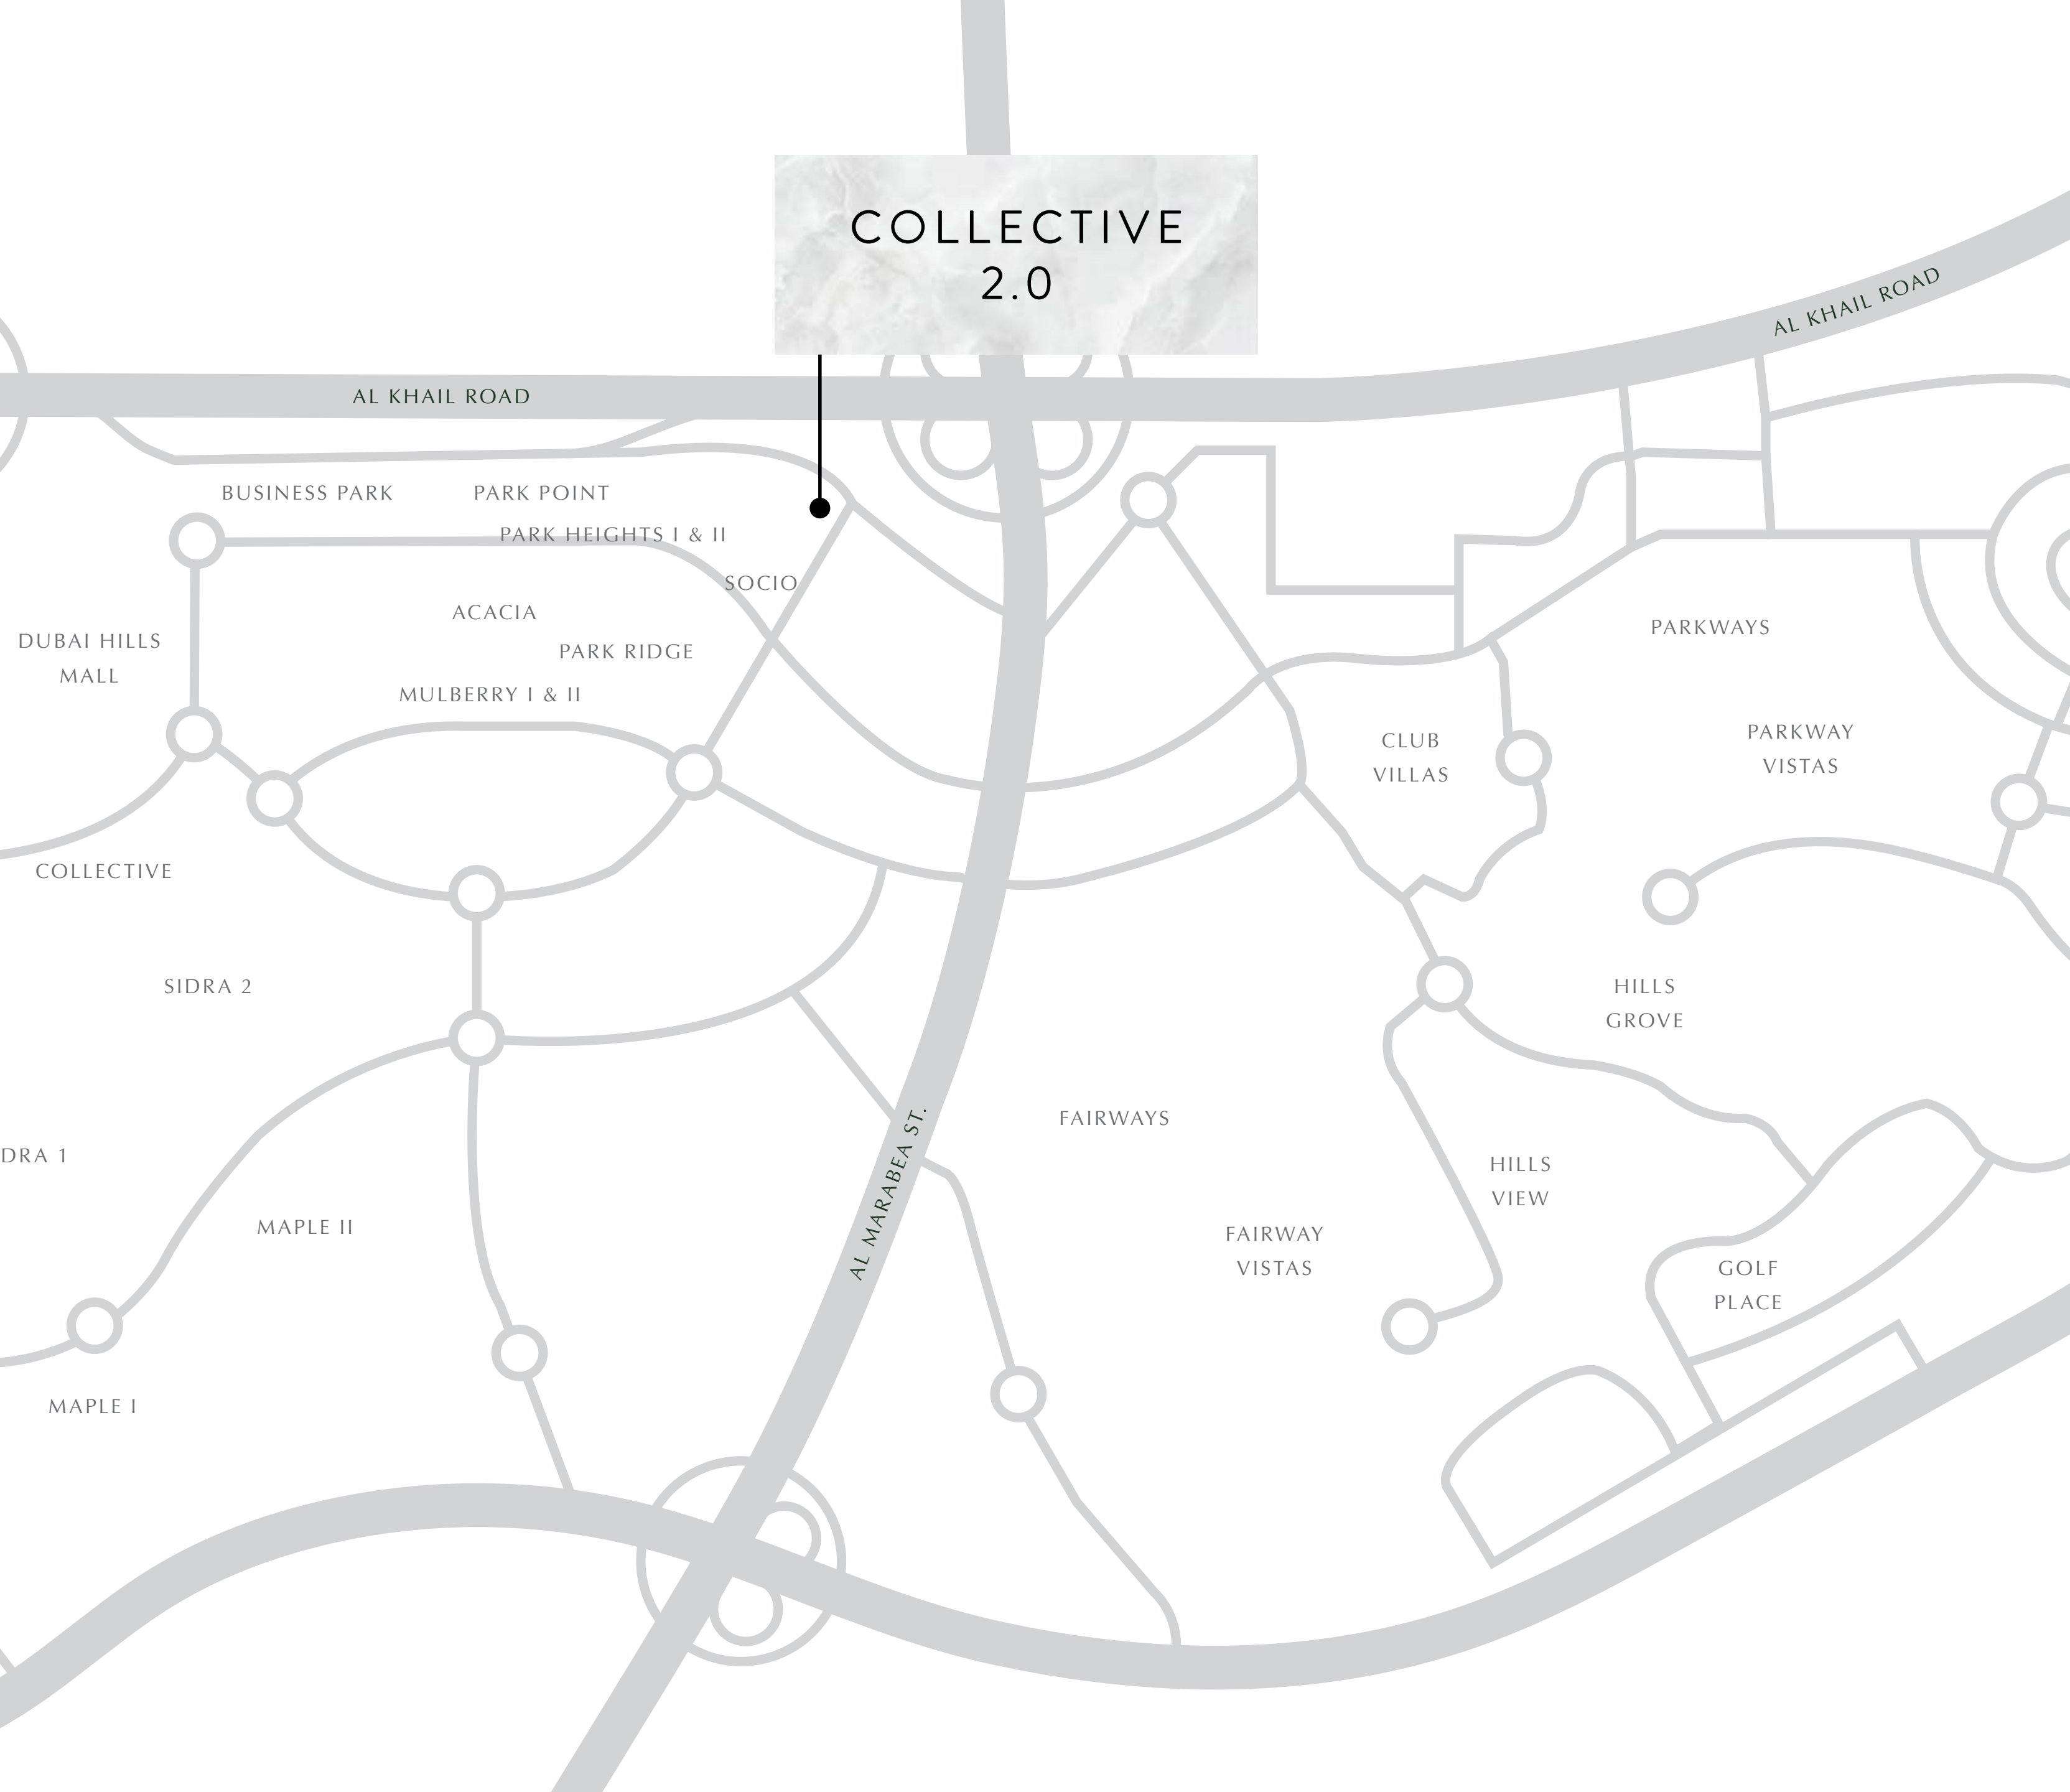 COLLECTIVE
2.0
AL KHAIL ROAD
AL KHAIL ROAD
BUSINESS PARK
PARK POINT
PARK HEIGHTS I & II
SOCIO
ACACIA
DUBAI HILLS
MALL
PARK RIDGE
MULBERRY I & II
PARKWAYS
CLUB
VILLAS
PARKWAY
VISTAS
COLLECTIVE
SIDRA 2
HILLS
GROVE
FAIRWAYS
DRA 1
AL MARABEA ST.
HILLS
VIEW
MAPLE II
FAIRWAY
VISTAS
GOLF
PLACE
MAPLE I